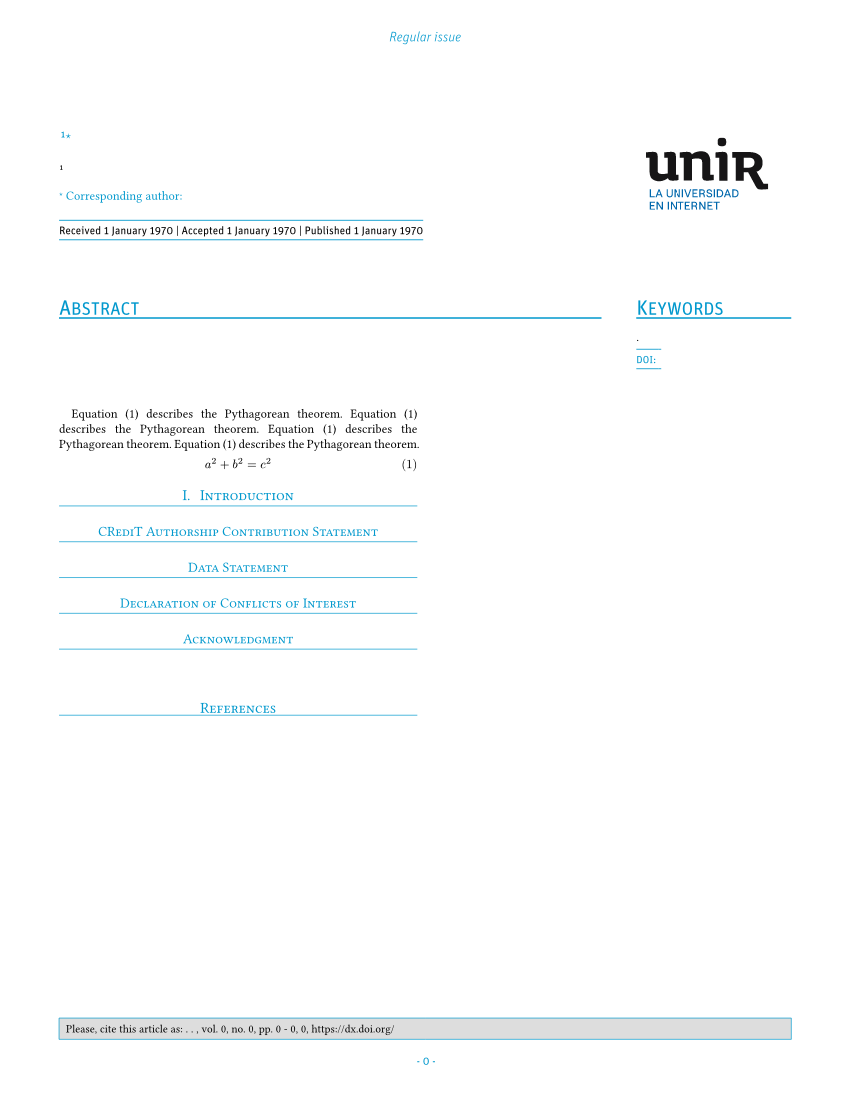 Regular issue
1*
1
* Corresponding author:
Received 1 January 1970 | Accepted 1 January 1970 | Published 1 January 1970
unir
LA UNIVERSIDAD
EN INTERNET
Abstract
Keywords
.
DOI:
Equation (1) describes the Pythagorean theorem. Equation (1)
describes the Pythagorean theorem. Equation (1) describes the
Pythagorean theorem. Equation (1) describes the Pythagorean theorem.
a² + b² = c² (1)
I. Introduction
CRediT Authorship Contribution Statement
Data Statement
Declaration of Conflicts of Interest
Acknowledgment
References
Please, cite this article as: . . , vol. 0, no. 0, pp. 0 - 0, 0, https://dx.doi.org/
- 0 -